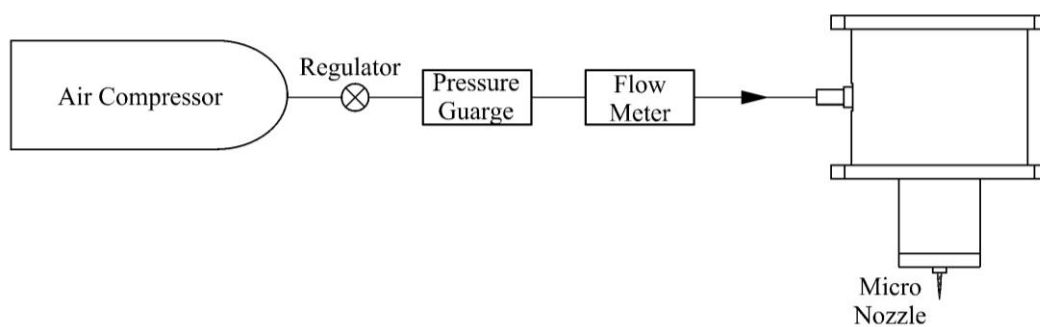 Air Compressor
Regulator
Pressure
Guarge
Flow
Meter
Micro
Nozzle